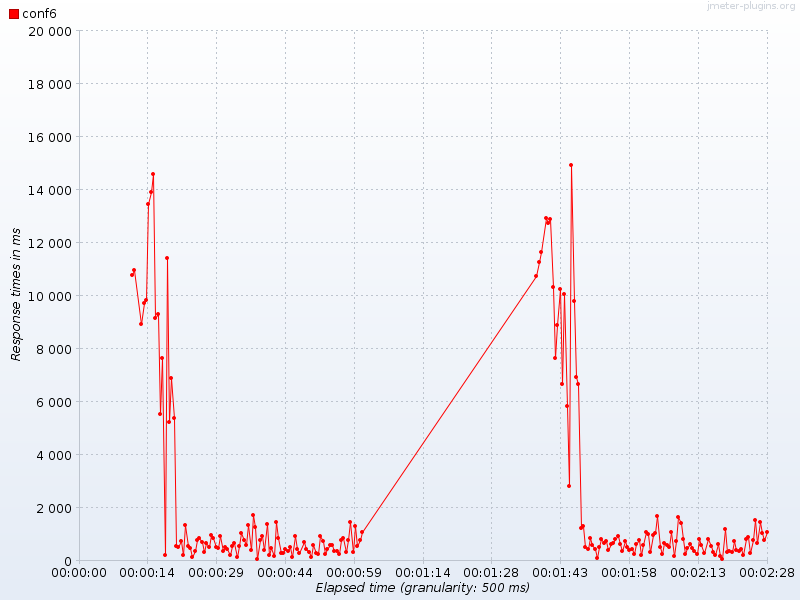 jmeter-plugins.org
conf6
20 000
18 000
16 000
14 000
12 000
10 000
8 000
6 000
4 000
2 000
0
Response times in ms
00:00:00 00:00:14 00:00:29 00:00:44 00:00:59 00:01:14 00:01:28 00:01:43 00:01:58 00:02:13 00:02:28
Elapsed time (granularity: 500 ms)